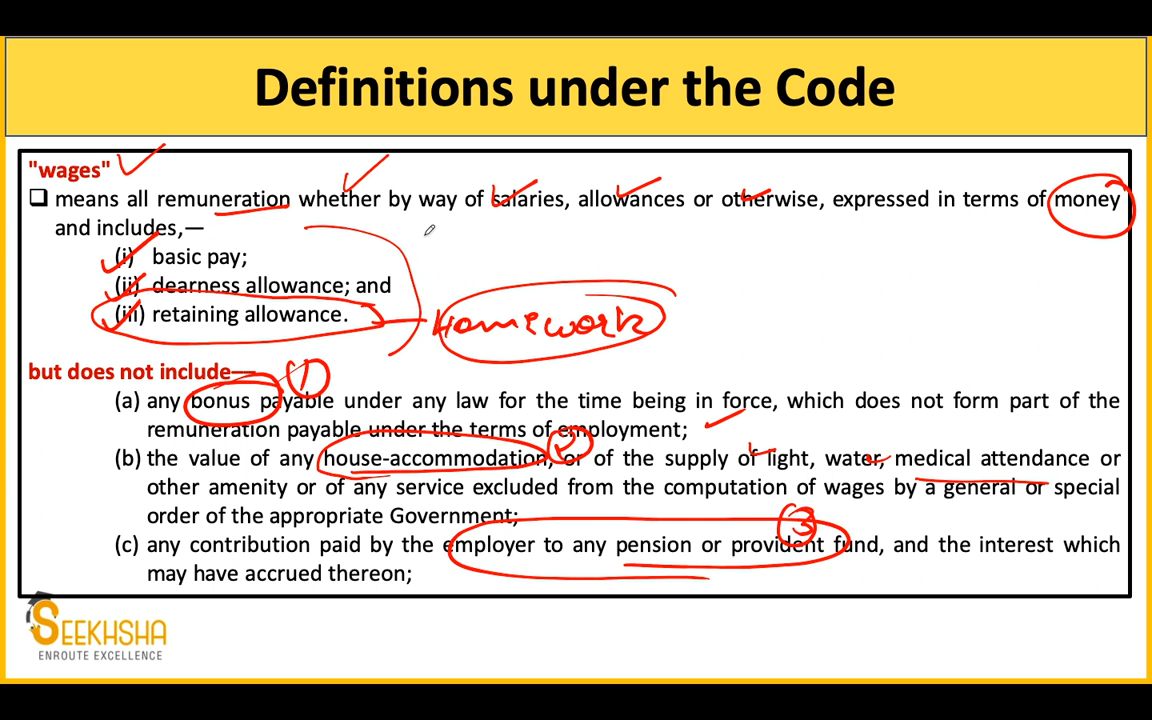 Definitions under the Code
"wages"
means all remuneration whether by way of salaries, allowances or otherwise, expressed in terms of money
and includes,—
(i) basic pay;
(ii) dearness allowance; and
(iii) retaining allowance.
Homework
but does not include—
1
(a) any bonus payable under any law for the time being in force, which does not form part of the
remuneration payable under the terms of employment;
2
(b) the value of any house-accommodation, or of the supply of light, water, medical attendance or
other amenity or of any service excluded from the computation of wages by a general or special
order of the appropriate Government;
3
(c) any contribution paid by the employer to any pension or provident fund, and the interest which
may have accrued thereon;
SEEKHSHA
ENROUTE EXCELLENCE